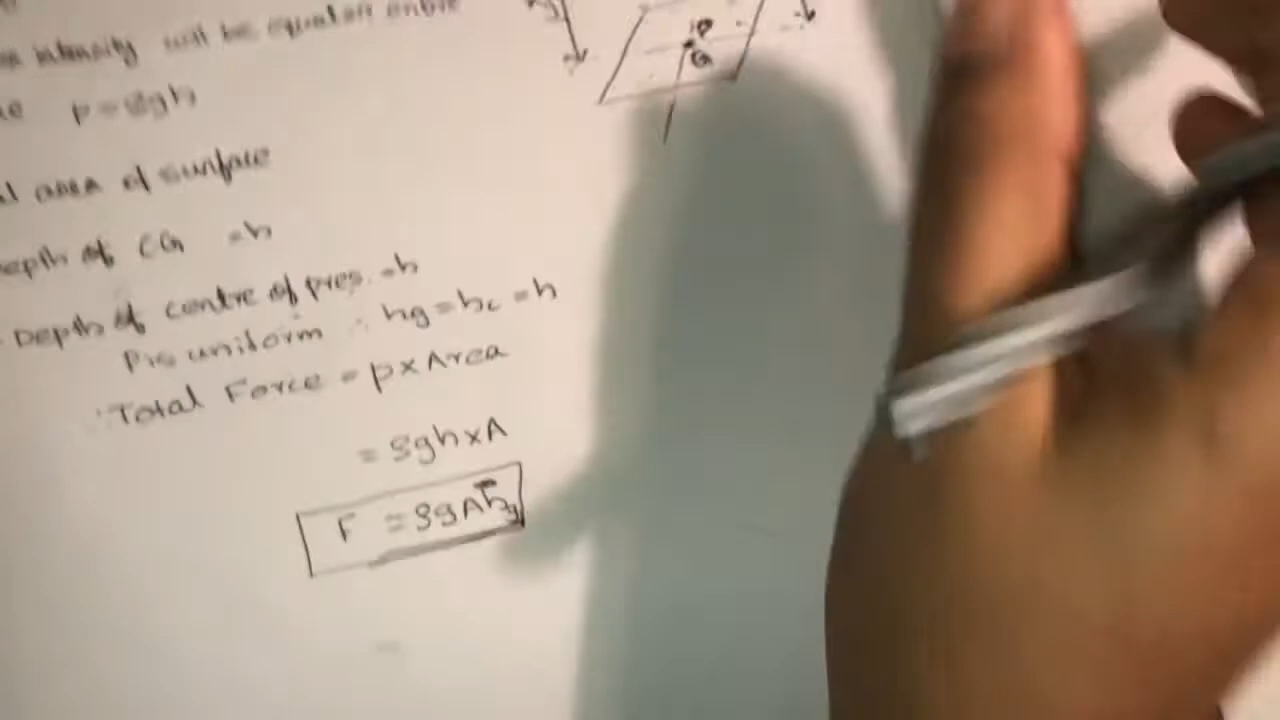 intensity will be equal on entire
p = ρgh
P
G
area of surface
Depth of CG = h
Depth of centre of pres. = h
P is uniform ∴ hg = hc = h
∴ Total Force = p x Area
= ρgh x A
F = ρgAh̄g